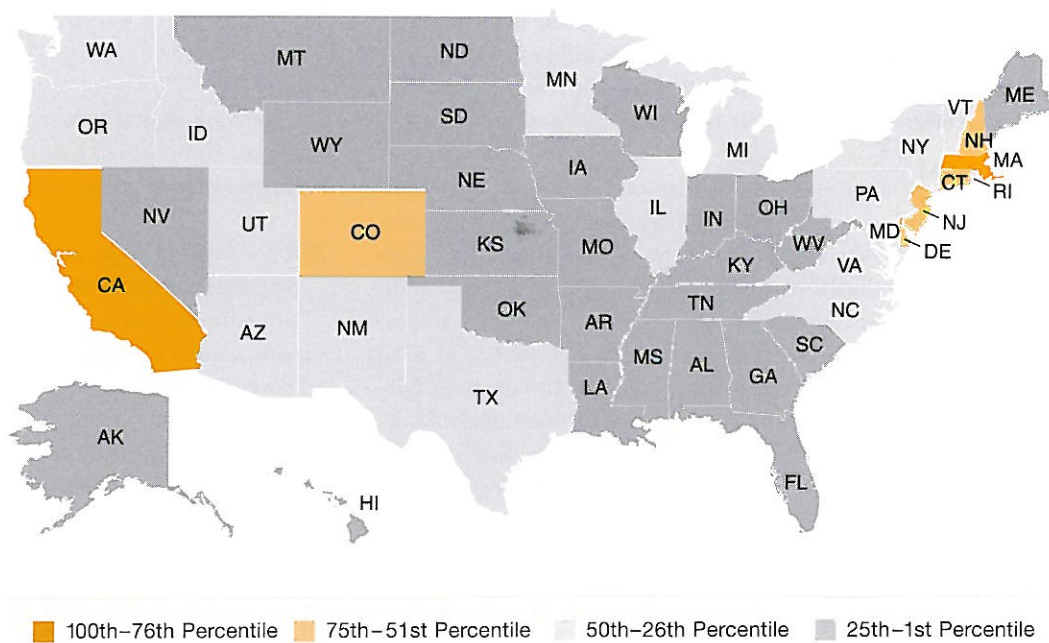 WA
MT
ND
MN
VT
ME
OR
ID
SD
WI
NY
NH
WY
MI
MA
IA
CT
RI
NE
PA
NV
UT
CO
IL
IN
OH
NJ
MD
KS
MO
WV
DE
CA
KY
VA
TN
NC
AZ
NM
OK
AR
SC
MS
AL
GA
LA
TX
AK
FL
HI
100th–76th Percentile
75th–51st Percentile
50th–26th Percentile
25th–1st Percentile